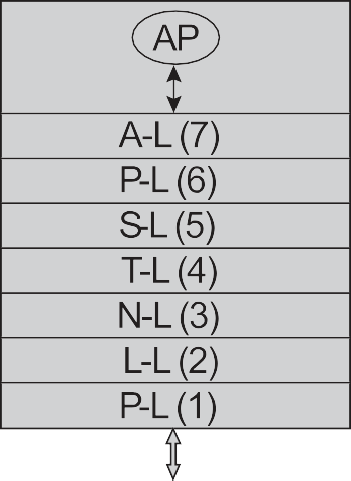 AP
A-L (7)
P-L (6)
S-L (5)
T-L (4)
N-L (3)
L-L (2)
P-L (1)